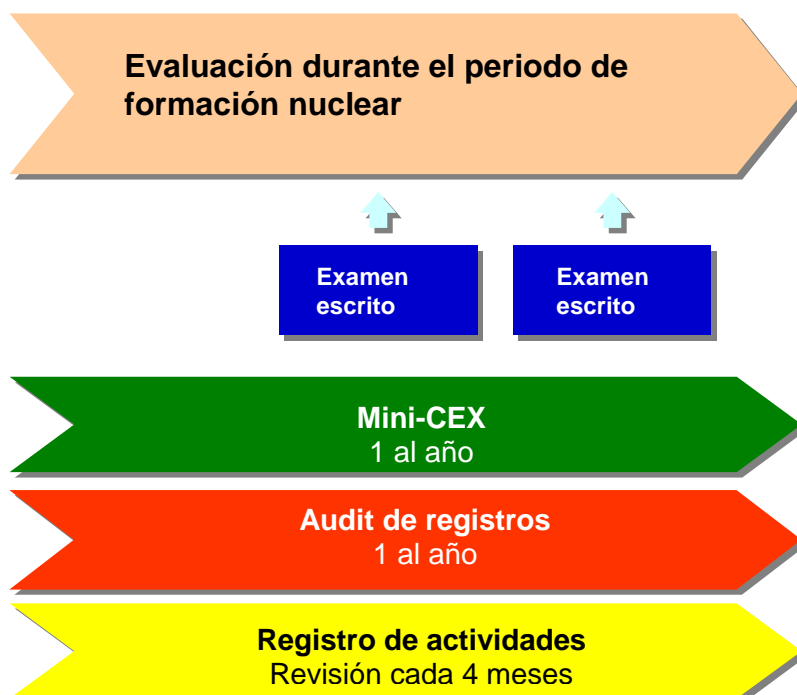 Evaluación durante el periodo de
formación nuclear
Examen
escrito
Examen
escrito
Mini-CEX
1 al año
Audit de registros
1 al año
Registro de actividades
Revisión cada 4 meses